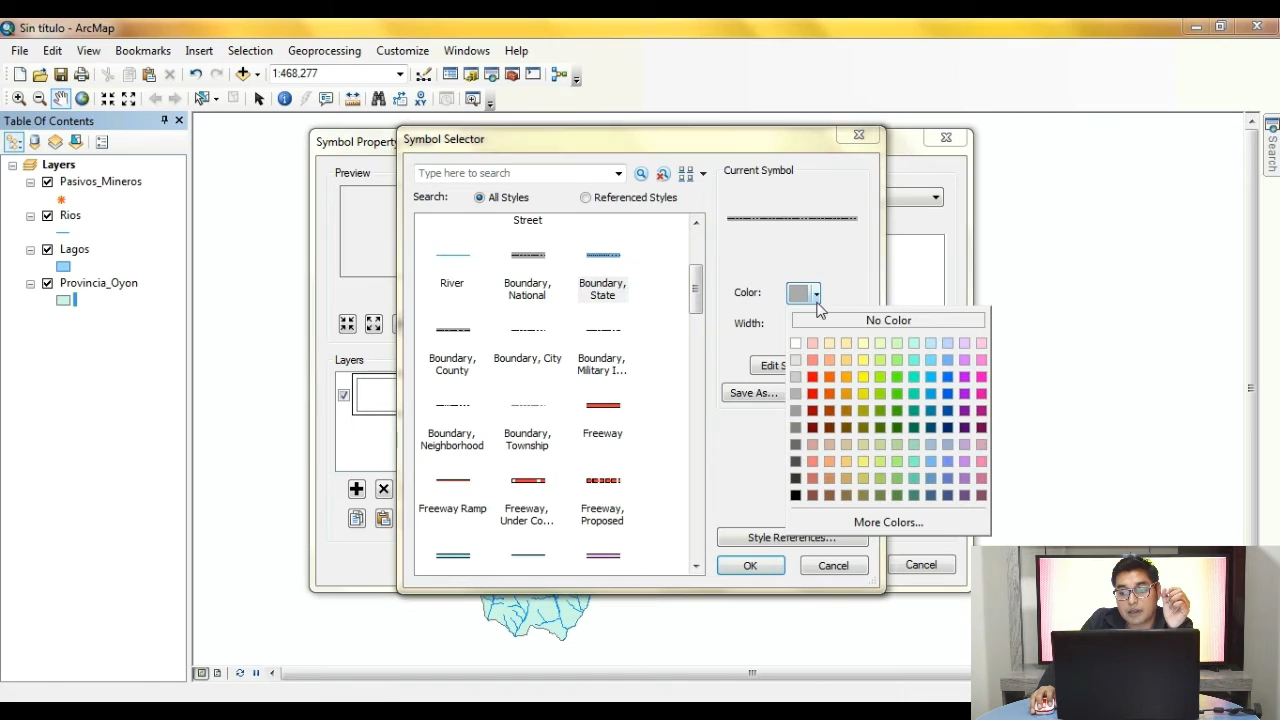 Sin título - ArcMap
File Edit View Bookmarks Insert Selection Geoprocessing Customize Windows Help
1:468,277
Table Of Contents
Layers
Pasivos_Mineros
Rios
Lagos
Provincia_Oyon
Symbol Property
Preview
Layers
Cancel
Search
Symbol Selector
Type here to search
Search: All Styles Referenced Styles
Street
River
Boundary, National
Boundary, State
Boundary, County
Boundary, City
Boundary, Military I...
Boundary, Neighborhood
Boundary, Township
Freeway
Freeway Ramp
Freeway, Under Co...
Freeway, Proposed
Current Symbol
Color:
Width:
Edit S
Save As...
Style References...
OK Cancel
No Color
More Colors...